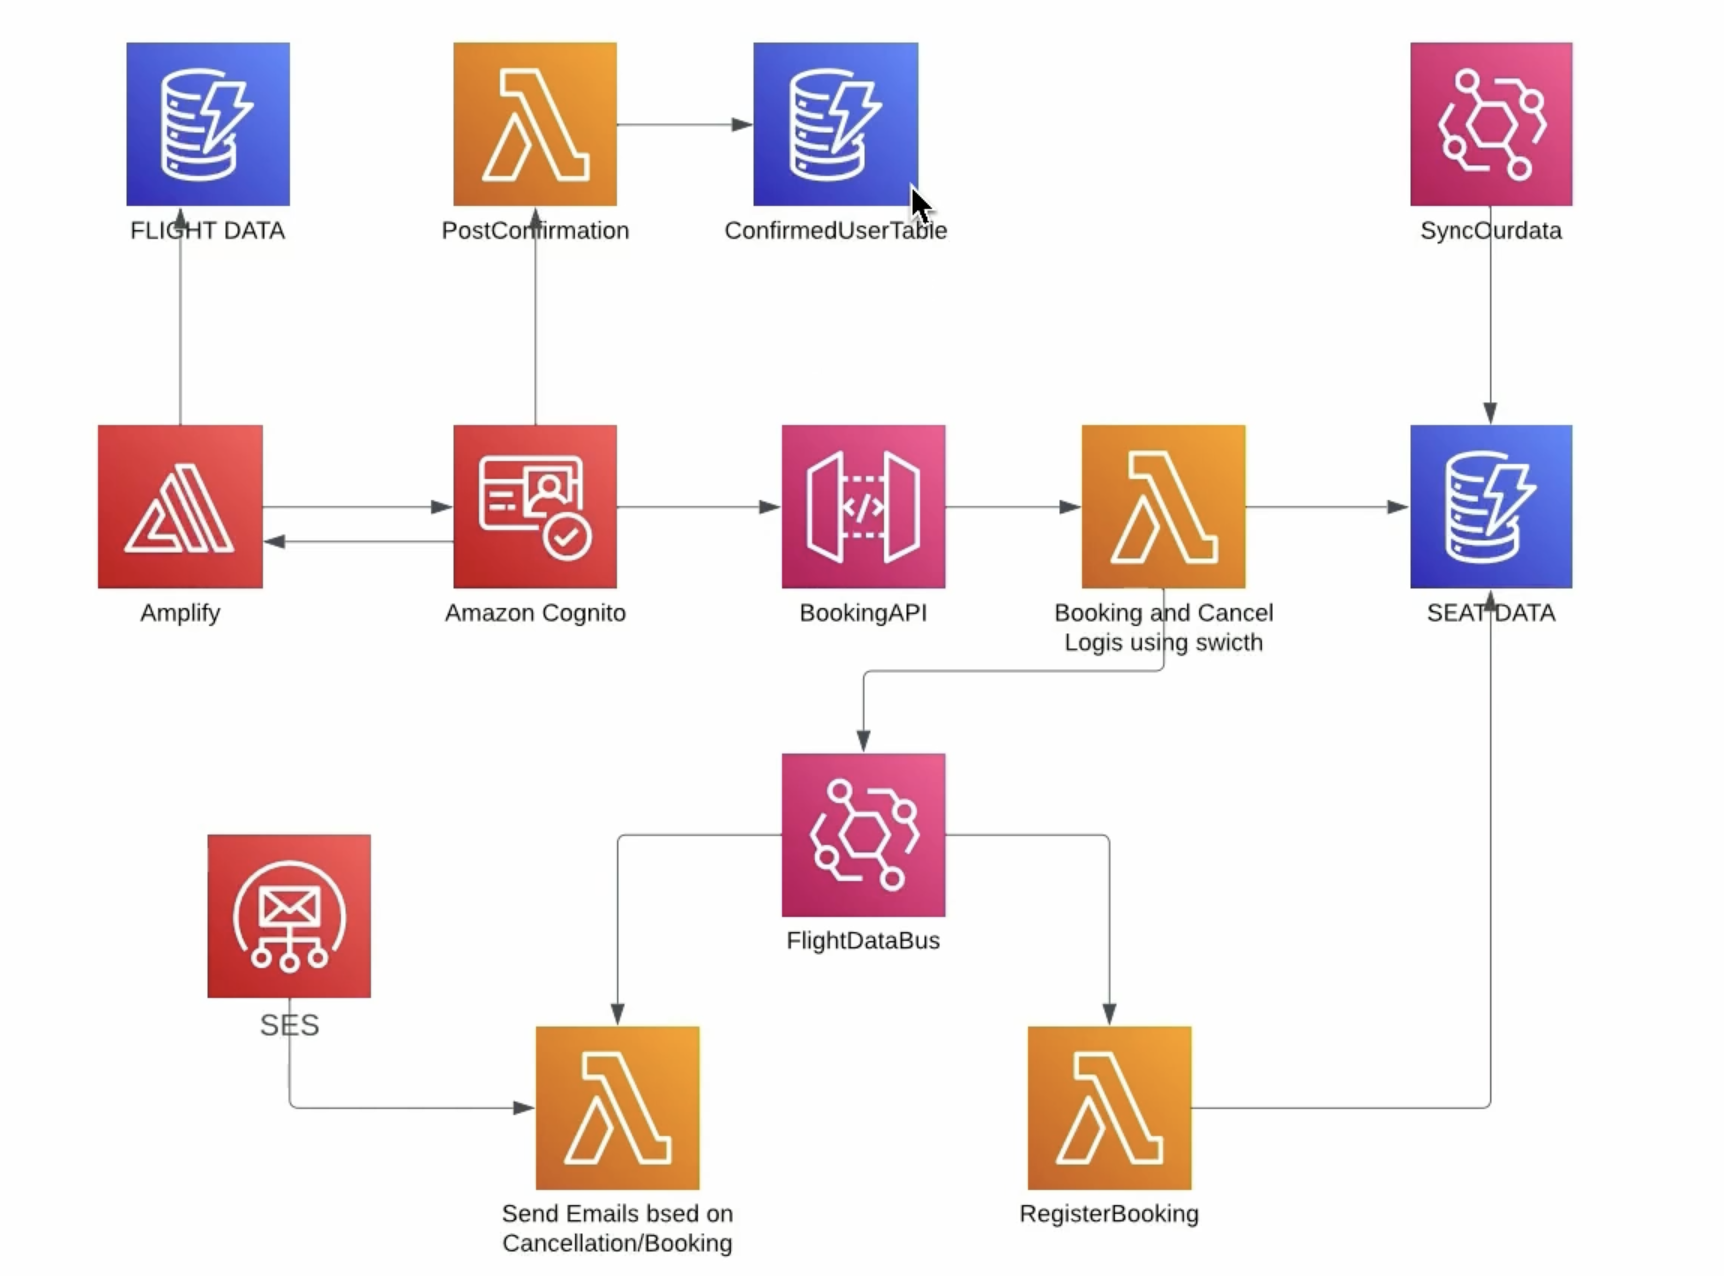 FLIGHT DATA
PostConfirmation
ConfirmedUserTable
SyncOurdata
Amplify
Amazon Cognito
BookingAPI
Booking and Cancel
Logis using swicth
SEAT DATA
FlightDataBus
SES
Send Emails bsed on
Cancellation/Booking
RegisterBooking